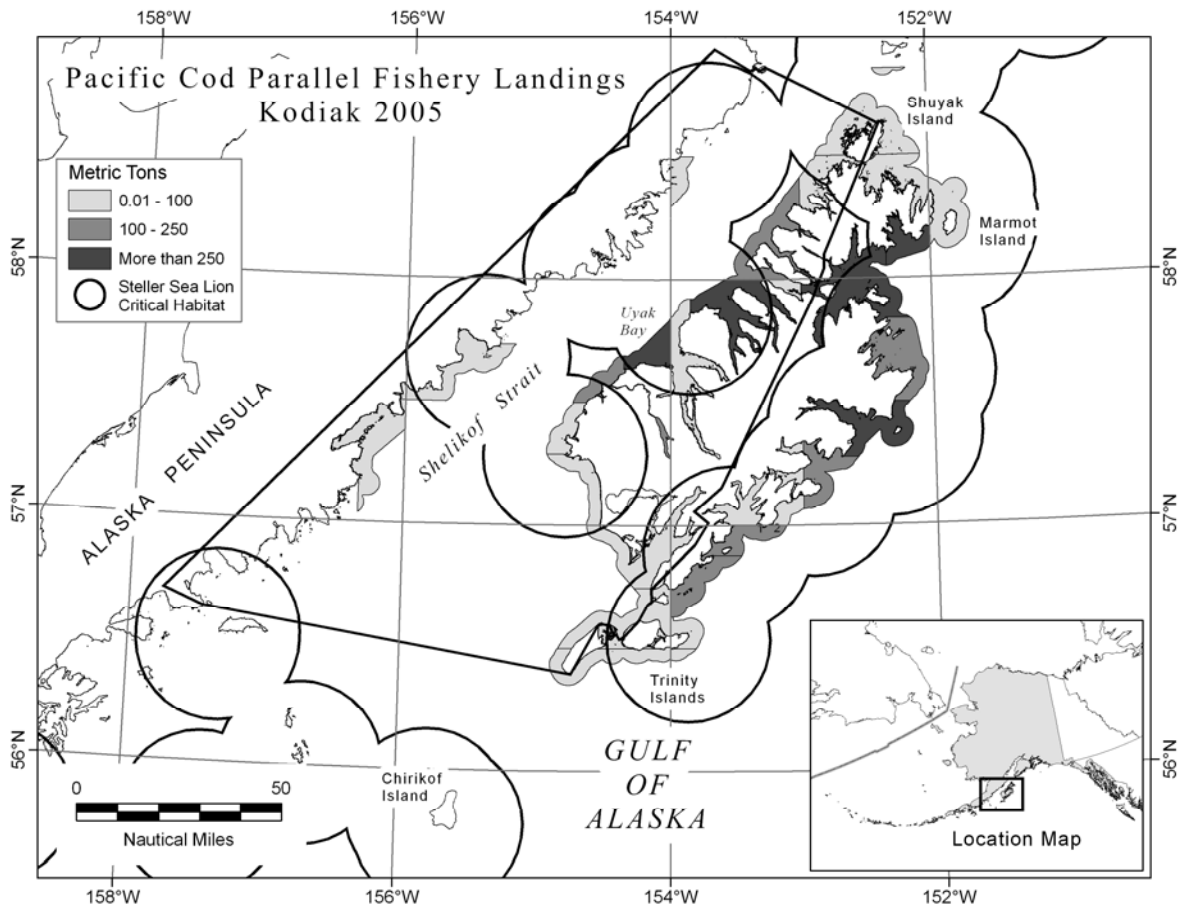 158°W 156°W 154°W 152°W
Pacific Cod Parallel Fishery Landings
Kodiak 2005
Shuyak
Island
Metric Tons
0.01 - 100
100 - 250
More than 250
Steller Sea Lion
Critical Habitat
Marmot
Island
58°N
58°N
Uyak
Bay
Shelikof Strait
ALASKA PENINSULA
57°N
57°N
Trinity
Islands
56°N
56°N
GULF
OF
ALASKA
Chirikof
Island
0 50
Nautical Miles
Location Map
158°W 156°W 154°W 152°W